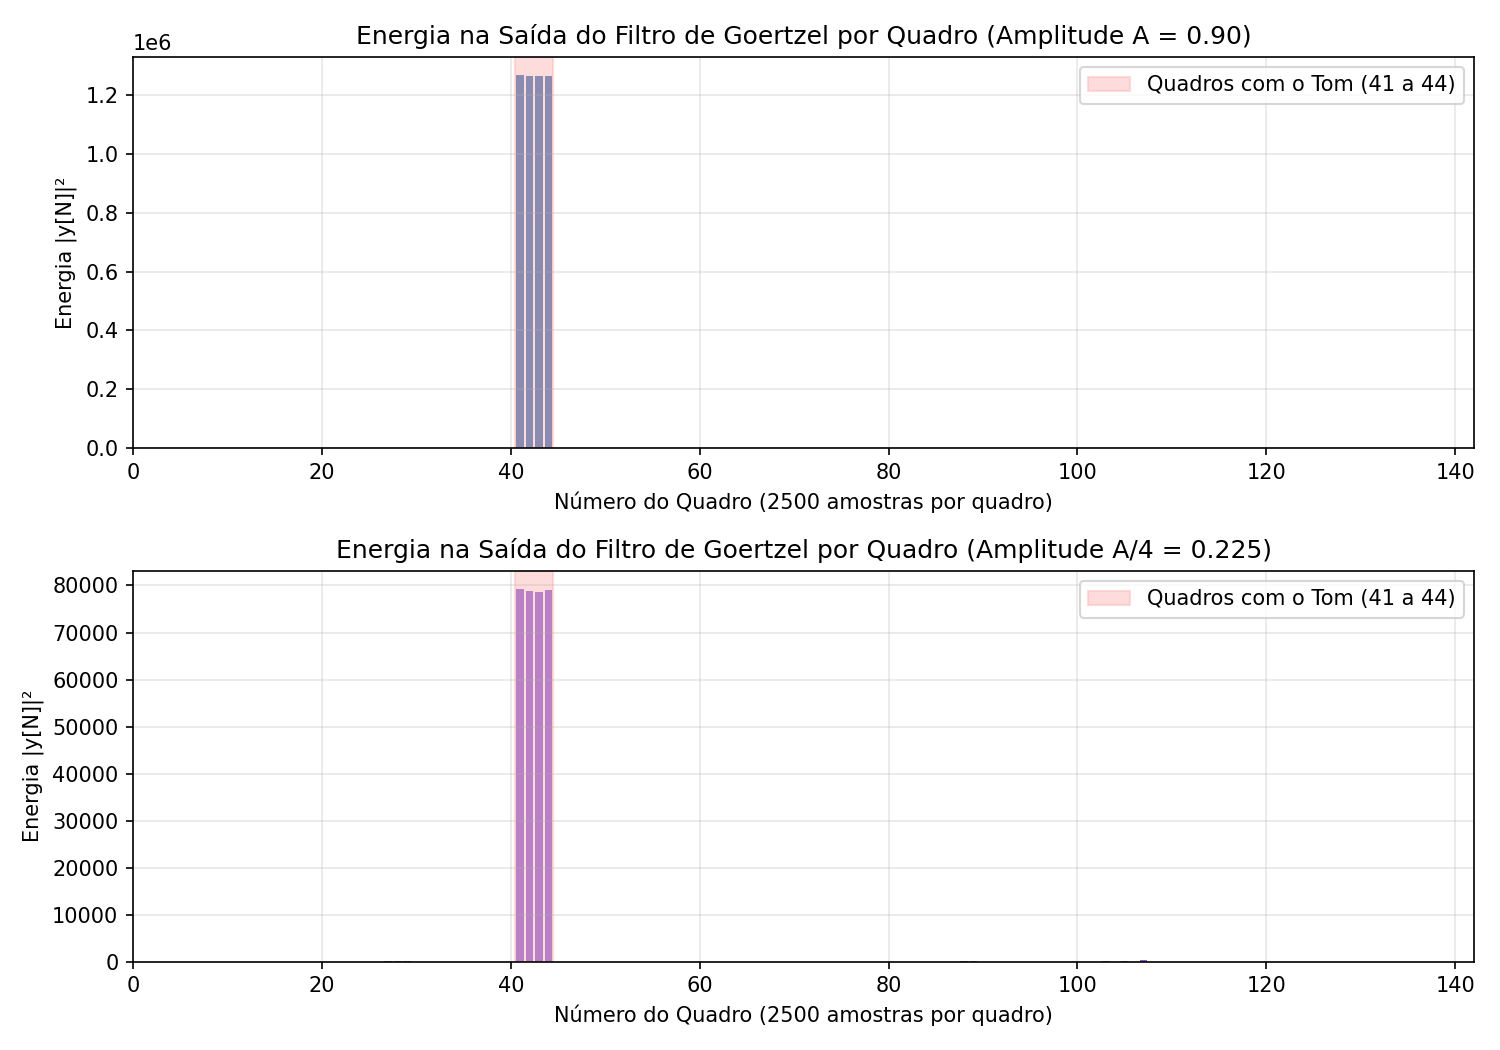 Energia na Saída do Filtro de Goertzel por Quadro (Amplitude A = 0.90)
1e6
Quadros com o Tom (41 a 44)
Energia |y[N]|²
1.2
1.0
0.8
0.6
0.4
0.2
0.0
0 20 40 60 80 100 120 140
Número do Quadro (2500 amostras por quadro)
Energia na Saída do Filtro de Goertzel por Quadro (Amplitude A/4 = 0.225)
Quadros com o Tom (41 a 44)
Energia |y[N]|²
80000
70000
60000
50000
40000
30000
20000
10000
0
0 20 40 60 80 100 120 140
Número do Quadro (2500 amostras por quadro)